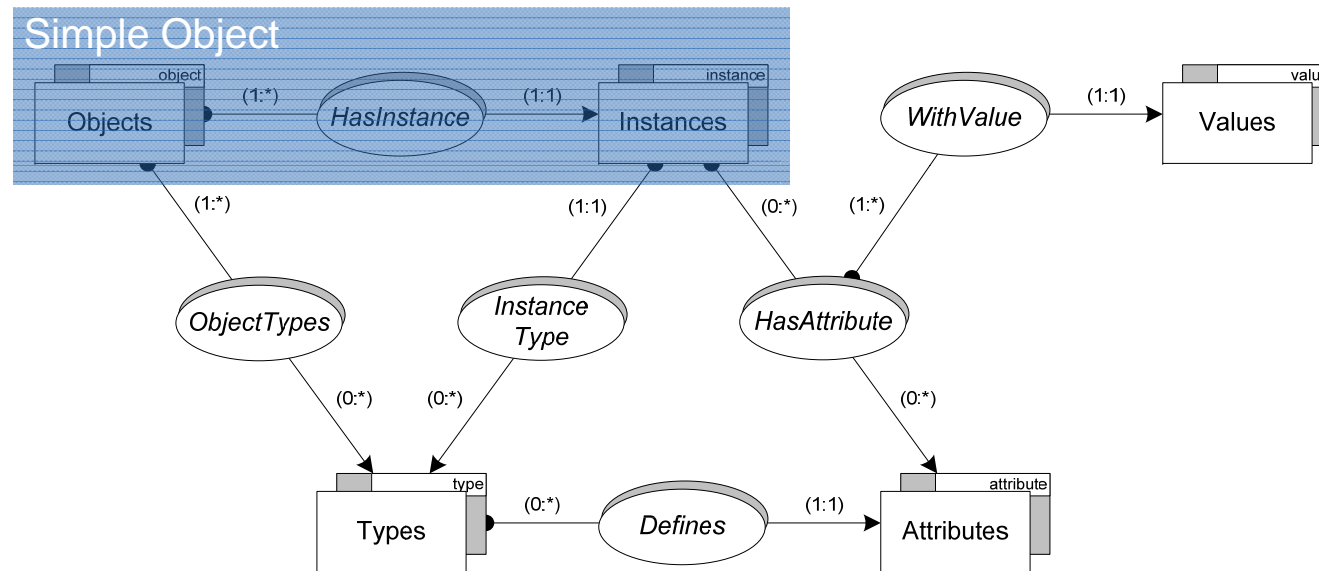 Simple Object
object
instance
valu
Objects
(1:*)
HasInstance
(1:1)
Instances
WithValue
(1:1)
Values
(1:*)
(1:1)
(0:*)
(1:*)
ObjectTypes
Instance
Type
HasAttribute
(0:*)
(0:*)
(0:*)
type
attribute
Types
(0:*)
Defines
(1:1)
Attributes